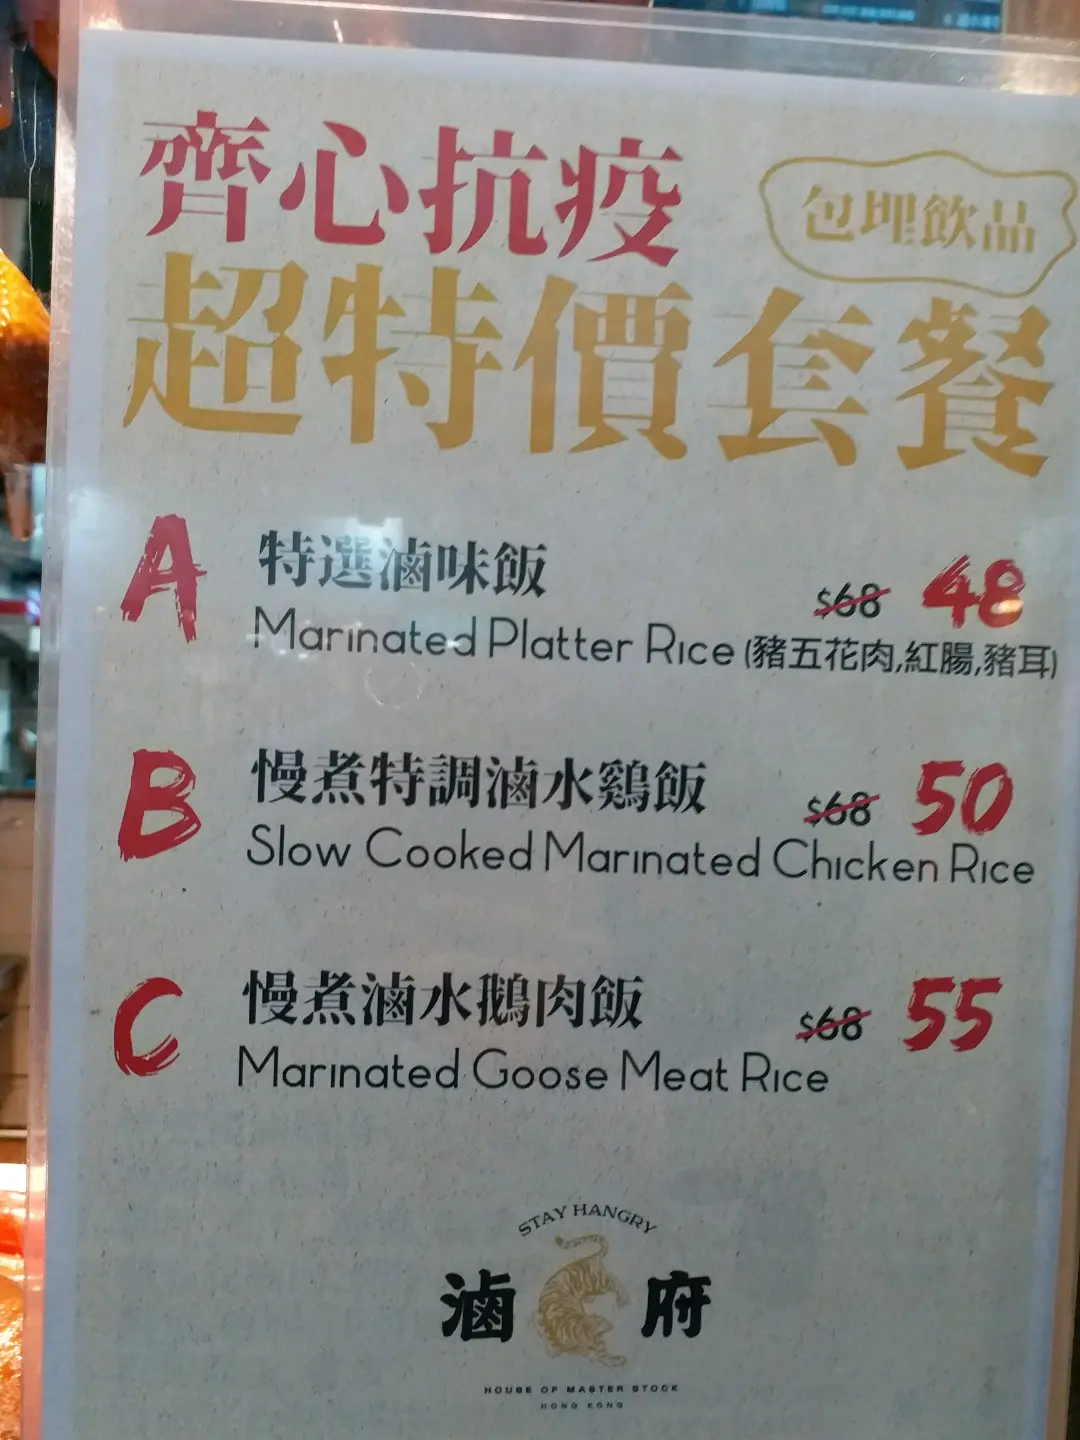 齊心抗疫
包埋飲品
超特價套餐
A 特選滷味飯 $68 48
Marinated Platter Rice (豬五花肉,紅腸,豬耳)
B 慢煮特調滷水鷄飯 $68 50
Slow Cooked Marinated Chicken Rice
C 慢煮滷水鵝肉飯 $68 55
Marinated Goose Meat Rice
STAY HANGRY
滷府
HOUSE OF MASTER STOCK
HONG KONG